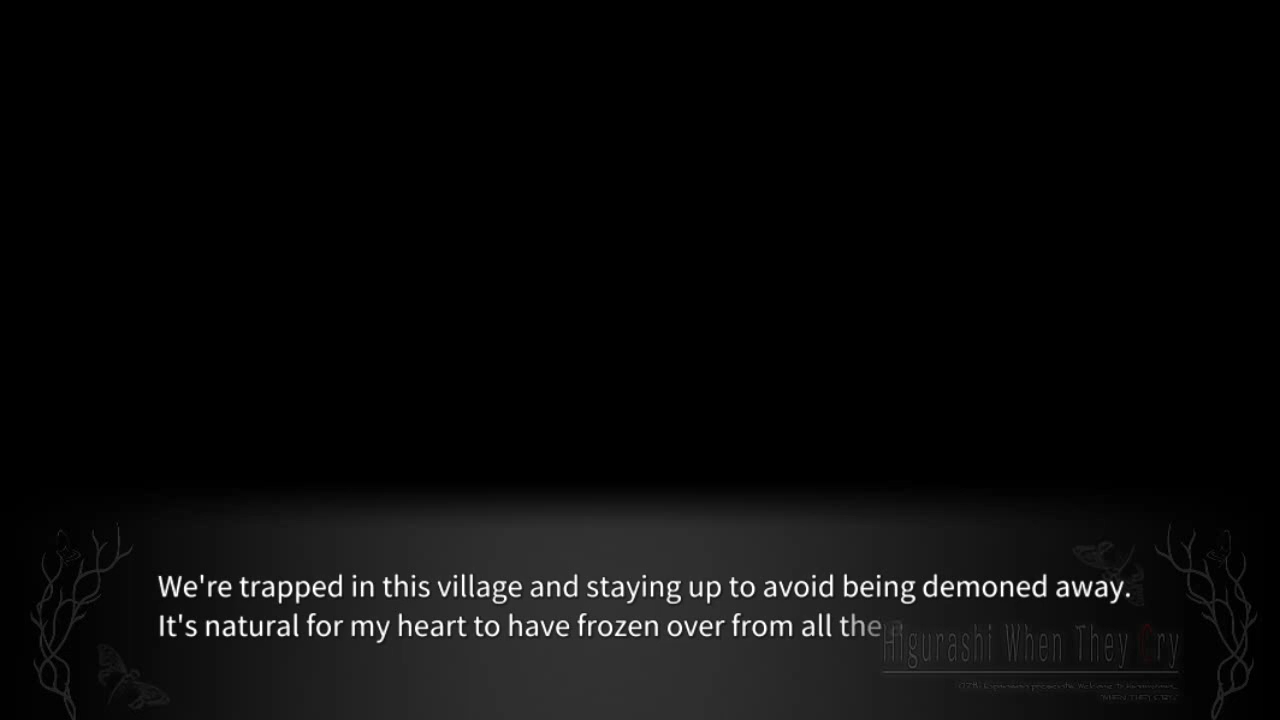 We're trapped in this village and staying up to avoid being demoned away.
It's natural for my heart to have frozen over from all the
Higurashi When They Cry